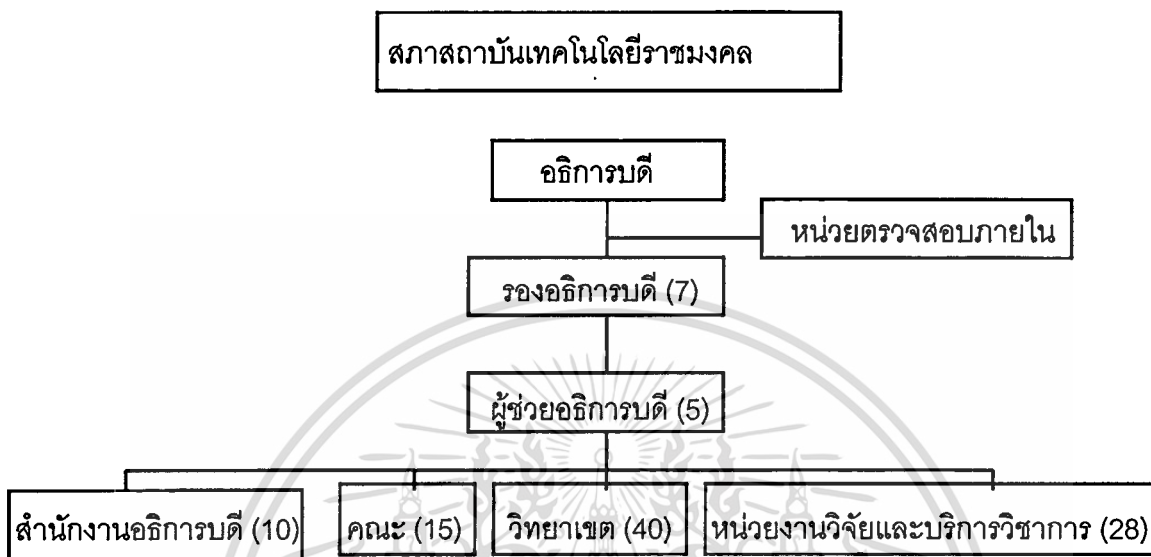 สภาสถาบันเทคโนโลยีราชมงคล
อธิการบดี
หน่วยตรวจสอบภายใน
รองอธิการบดี (7)
ผู้ช่วยอธิการบดี (5)
สำนักงานอธิการบดี (10)
คณะ (15)
วิทยาเขต (40)
หน่วยงานวิจัยและบริการวิชาการ (28)